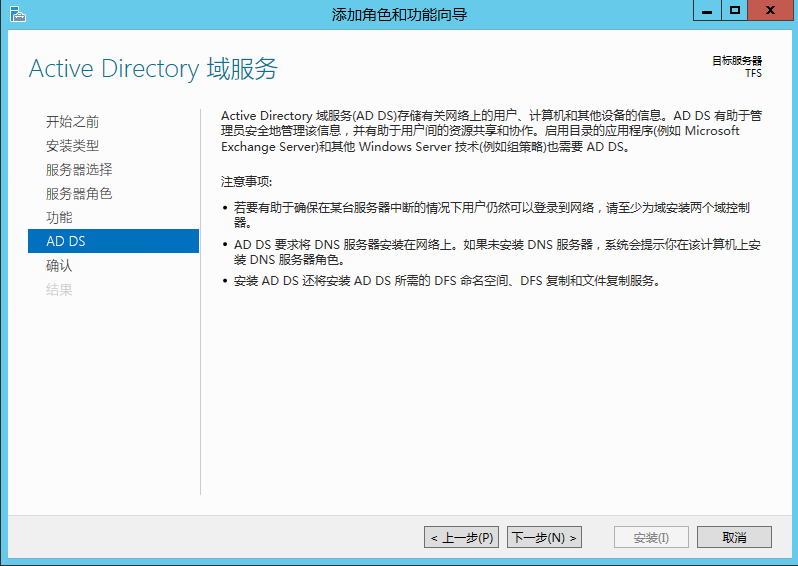 添加角色和功能向导
Active Directory 域服务
目标服务器
TFS
开始之前
安装类型
服务器选择
服务器角色
功能
AD DS
确认
结果
Active Directory 域服务(AD DS)存储有关网络上的用户、计算机和其他设备的信息。AD DS 有助于管
理员安全地管理该信息，并有助于用户间的资源共享和协作。启用目录的应用程序(例如 Microsoft
Exchange Server)和其他 Windows Server 技术(例如组策略)也需要 AD DS。
注意事项:
• 若要有助于确保在某台服务器中断的情况下用户仍然可以登录到网络，请至少为域安装两个域控制
器。
• AD DS 要求将 DNS 服务器安装在网络上。如果未安装 DNS 服务器，系统会提示你在该计算机上安
装 DNS 服务器角色。
• 安装 AD DS 还将安装 AD DS 所需的 DFS 命名空间、DFS 复制和文件复制服务。
< 上一步(P)
下一步(N) >
安装(I)
取消